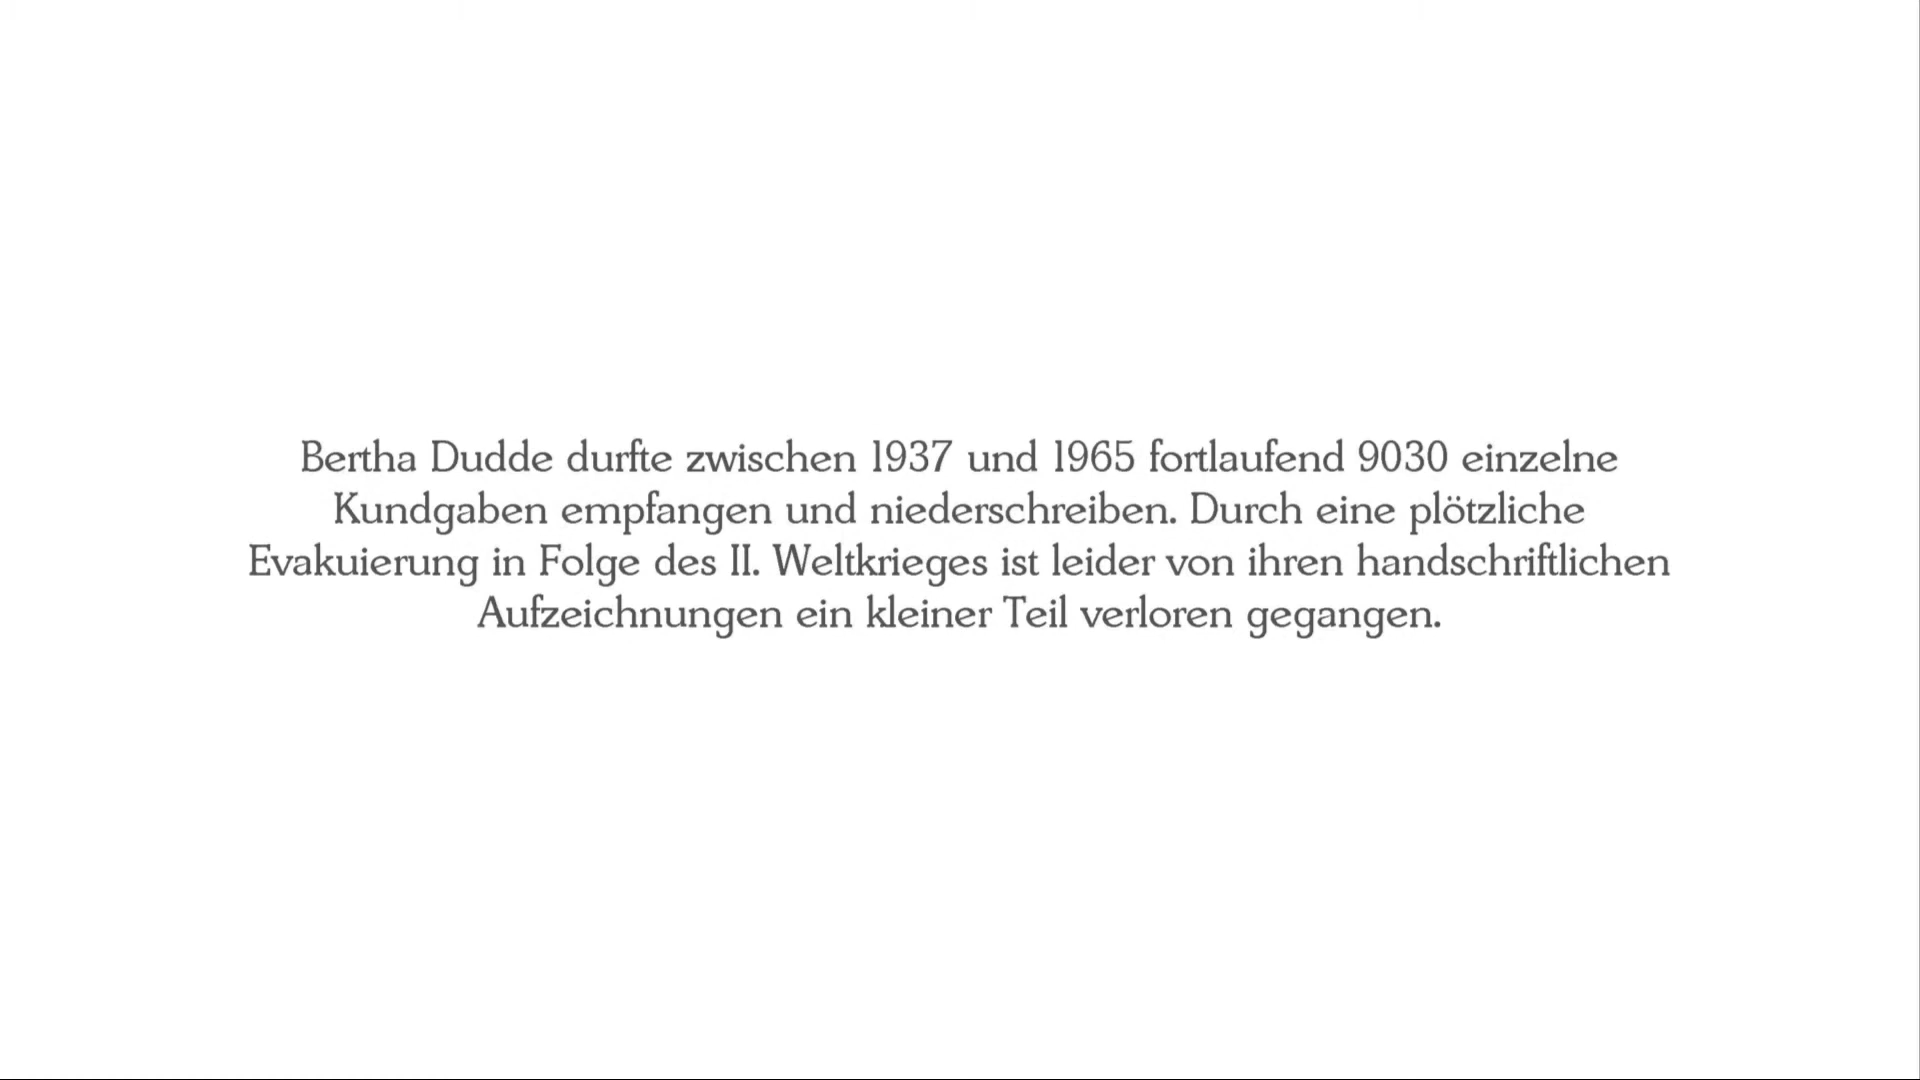 Bertha Dudde durfte zwischen 1937 und 1965 fortlaufend 9030 einzelne
Kundgaben empfangen und niederschreiben. Durch eine plötzliche
Evakuierung in Folge des II. Weltkrieges ist leider von ihren handschriftlichen
Aufzeichnungen ein kleiner Teil verloren gegangen.